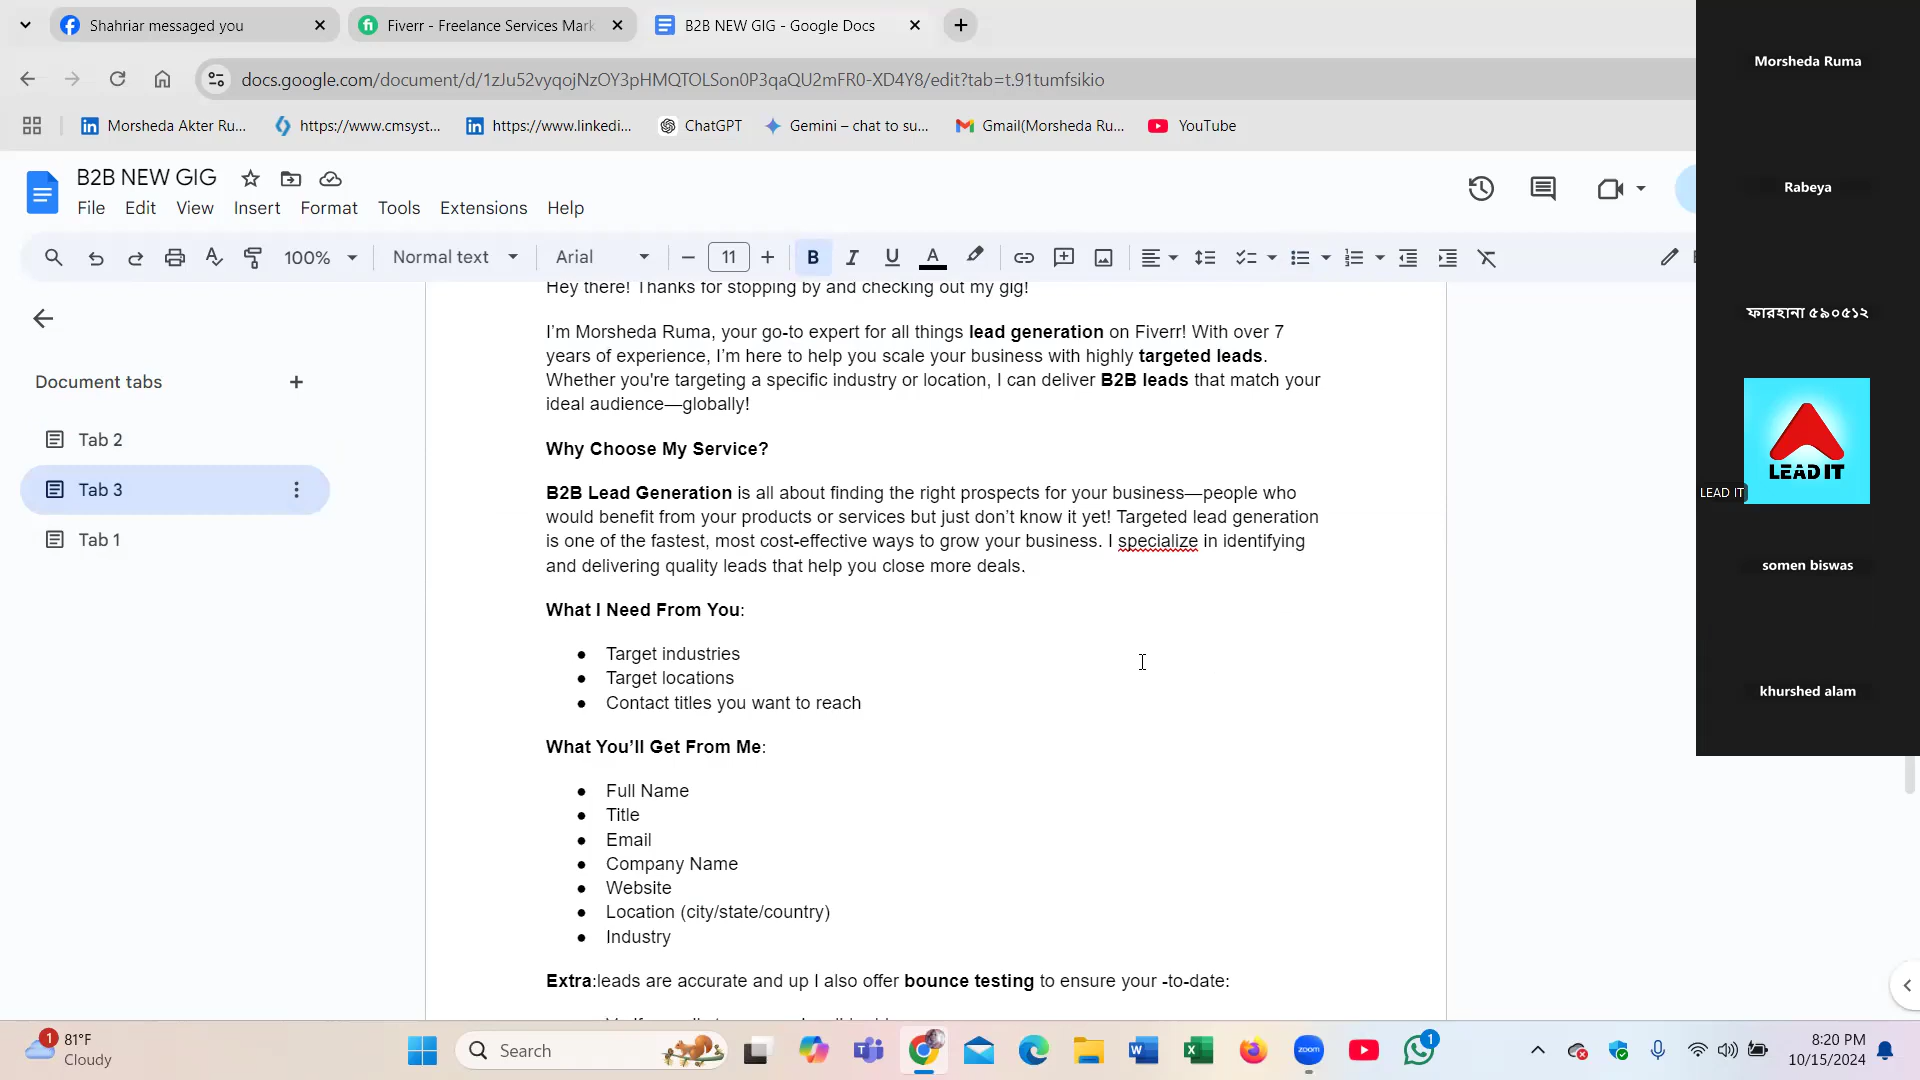 Shahriar messaged you
Fiverr - Freelance Services Mark
B2B NEW GIG - Google Docs
docs.google.com/document/d/1zJu52vyqojNzOY3pHMQTOLSon0P3qaQU2mFR0-XD4Y8/edit?tab=t.91tumfsikio
Morsheda Akter Ru...
https://www.cmsyst...
https://www.linkedi...
ChatGPT
Gemini – chat to su...
Gmail(Morsheda Ru...
YouTube
B2B NEW GIG
File Edit View Insert Format Tools Extensions Help
100% Normal text Arial 11 B I U A
Document tabs
Tab 2
Tab 3
Tab 1
Hey there! Thanks for stopping by and checking out my gig!
I’m Morsheda Ruma, your go-to expert for all things lead generation on Fiverr! With over 7
years of experience, I’m here to help you scale your business with highly targeted leads.
Whether you're targeting a specific industry or location, I can deliver B2B leads that match your
ideal audience—globally!
Why Choose My Service?
B2B Lead Generation is all about finding the right prospects for your business—people who
would benefit from your products or services but just don’t know it yet! Targeted lead generation
is one of the fastest, most cost-effective ways to grow your business. I specialize in identifying
and delivering quality leads that help you close more deals.
What I Need From You:
● Target industries
● Target locations
● Contact titles you want to reach
What You’ll Get From Me:
● Full Name
● Title
● Email
● Company Name
● Website
● Location (city/state/country)
● Industry
Extra:leads are accurate and up I also offer bounce testing to ensure your -to-date:
Morsheda Ruma
Rabeya
ফারহানা ৫৯০৫১২
LEAD IT
LEAD IT
somen biswas
khurshed alam
1
81°F
Cloudy
Search
zoom
1
8:20 PM
10/15/2024